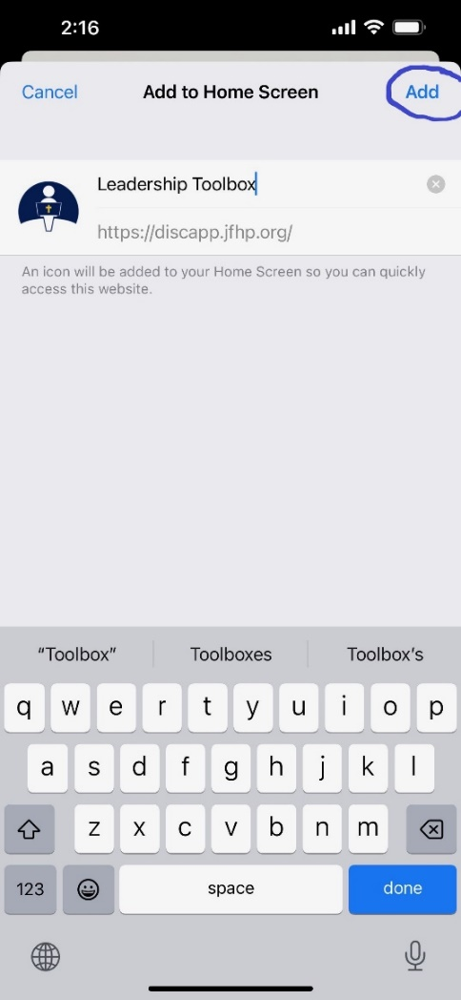 2:16
Cancel Add to Home Screen Add
Leadership Toolbox
https://discapp.jfhp.org/
An icon will be added to your Home Screen so you can quickly
access this website.
“Toolbox” Toolboxes Toolbox's
q w e r t y u i o p
a s d f g h j k l
z x c v b n m
123 space done